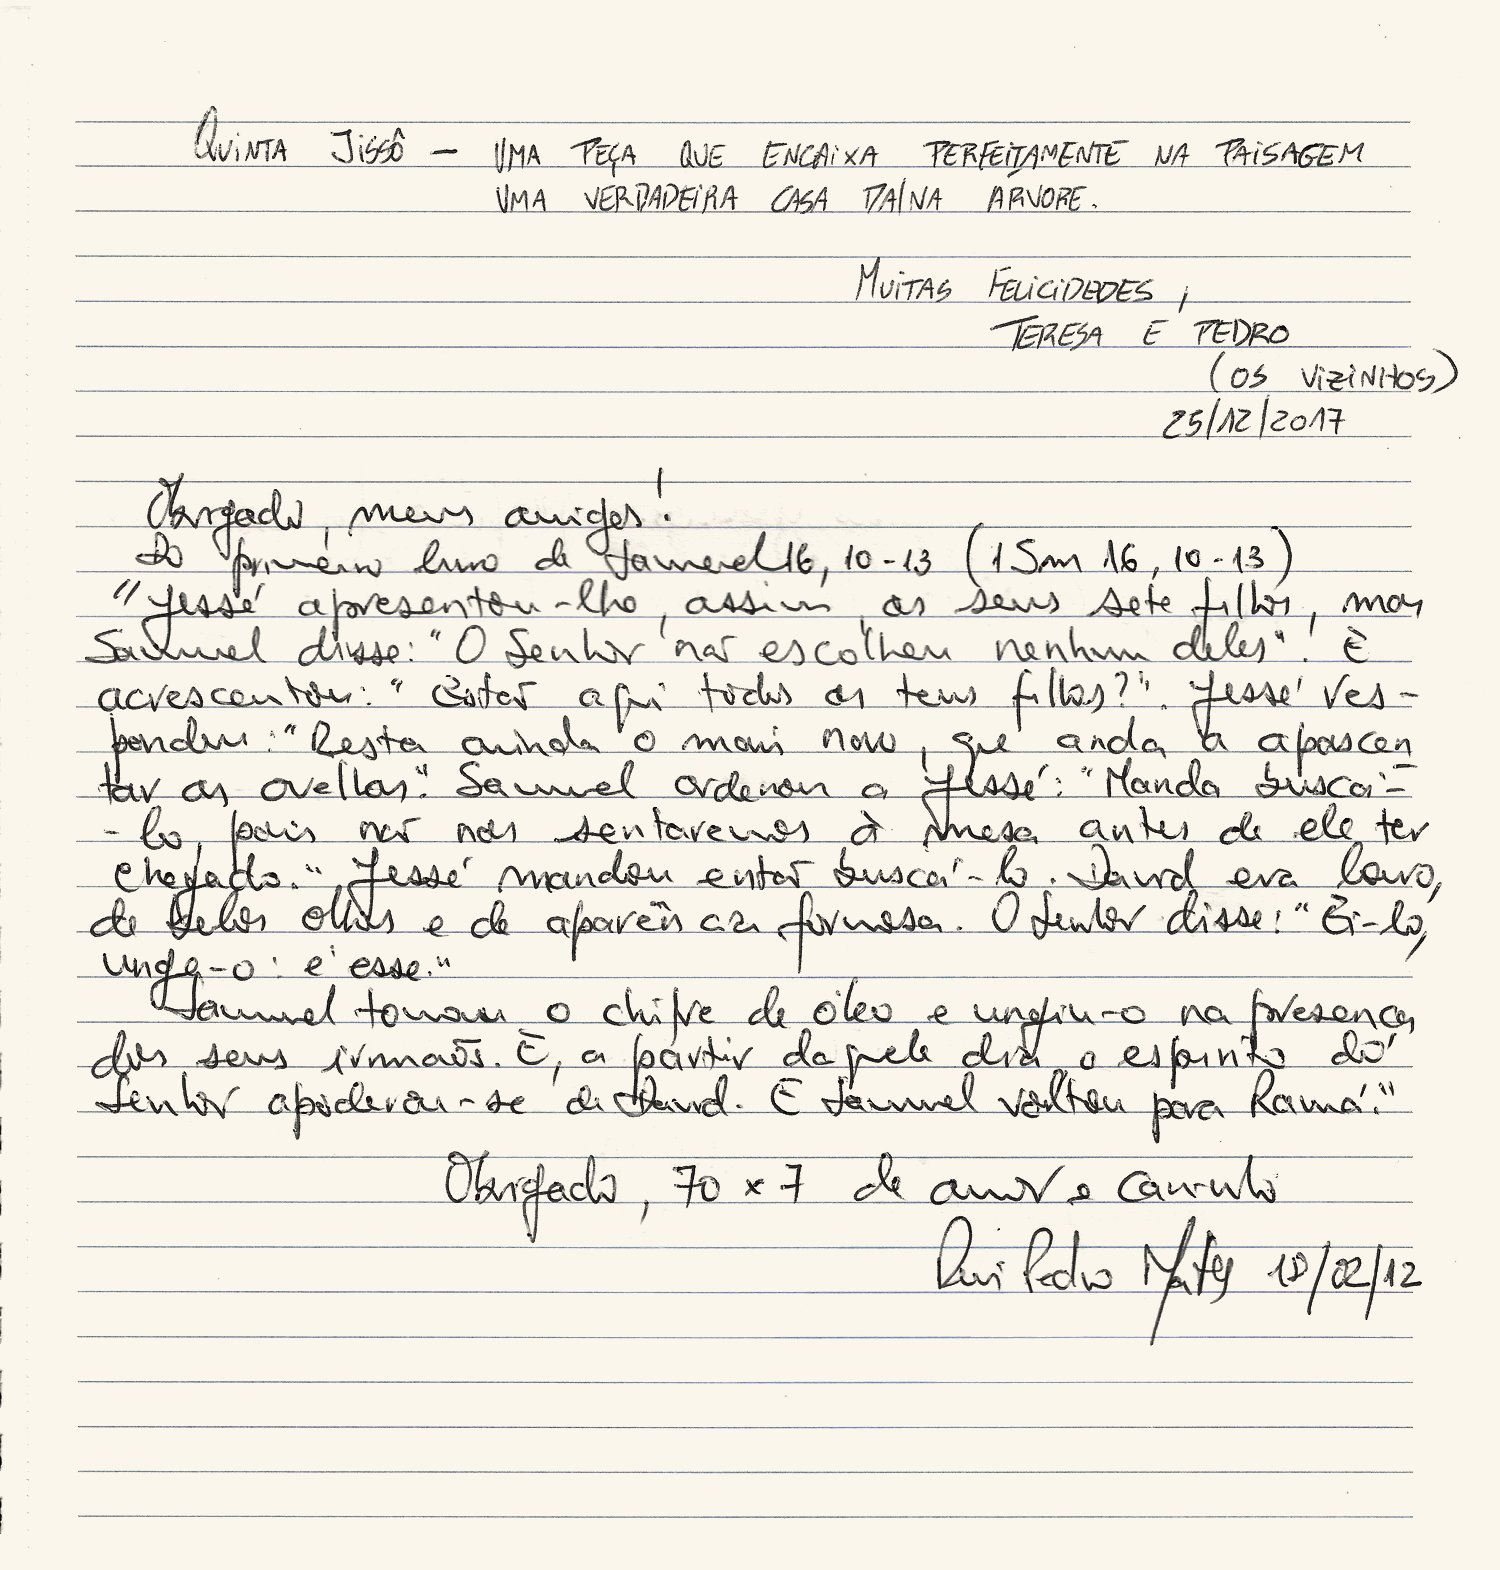 QUINTA JISSÔ – UMA PEÇA QUE ENCAIXA PERFEITAMENTE NA PAISAGEM
UMA VERDADEIRA CASA DA/NA ARVORE.
MUITAS FELICIDEDES,
TERESA E PEDRO
(OS VIZINHOS)
25/12/2017
Obrigado, meus amigos!
Do primeiro livro de Samuel 16, 10-13 (1 Sm 16, 10-13)
"Jessé apresentou-lho, assim, os seus sete filhos, mas
Samuel disse: "O Senhor não escolheu nenhum deles". E
acrescentou: "Estão aqui todos os teus filhos?". Jessé res-
pondeu: "Resta ainda o mais novo, que anda a apascen
tar as ovelhas". Samuel ordenou a Jessé: "Manda buscá-
-lo, pois não nos sentaremos à mesa antes de ele ter
chegado." Jessé mandou então buscá-lo. David era louro,
de belos olhos e de aparência formosa. O Senhor disse: "Ei-lo,
unge-o: é esse."
Samuel tomou o chifre de óleo e ungiu-o na presença
dos seus irmãos. E, a partir daquele dia, o espírito do
Senhor apoderou-se de David. E Samuel voltou para Ramá."
Obrigado, 70 x 7 de amor e carinho
Rui Pedro 18/02/12